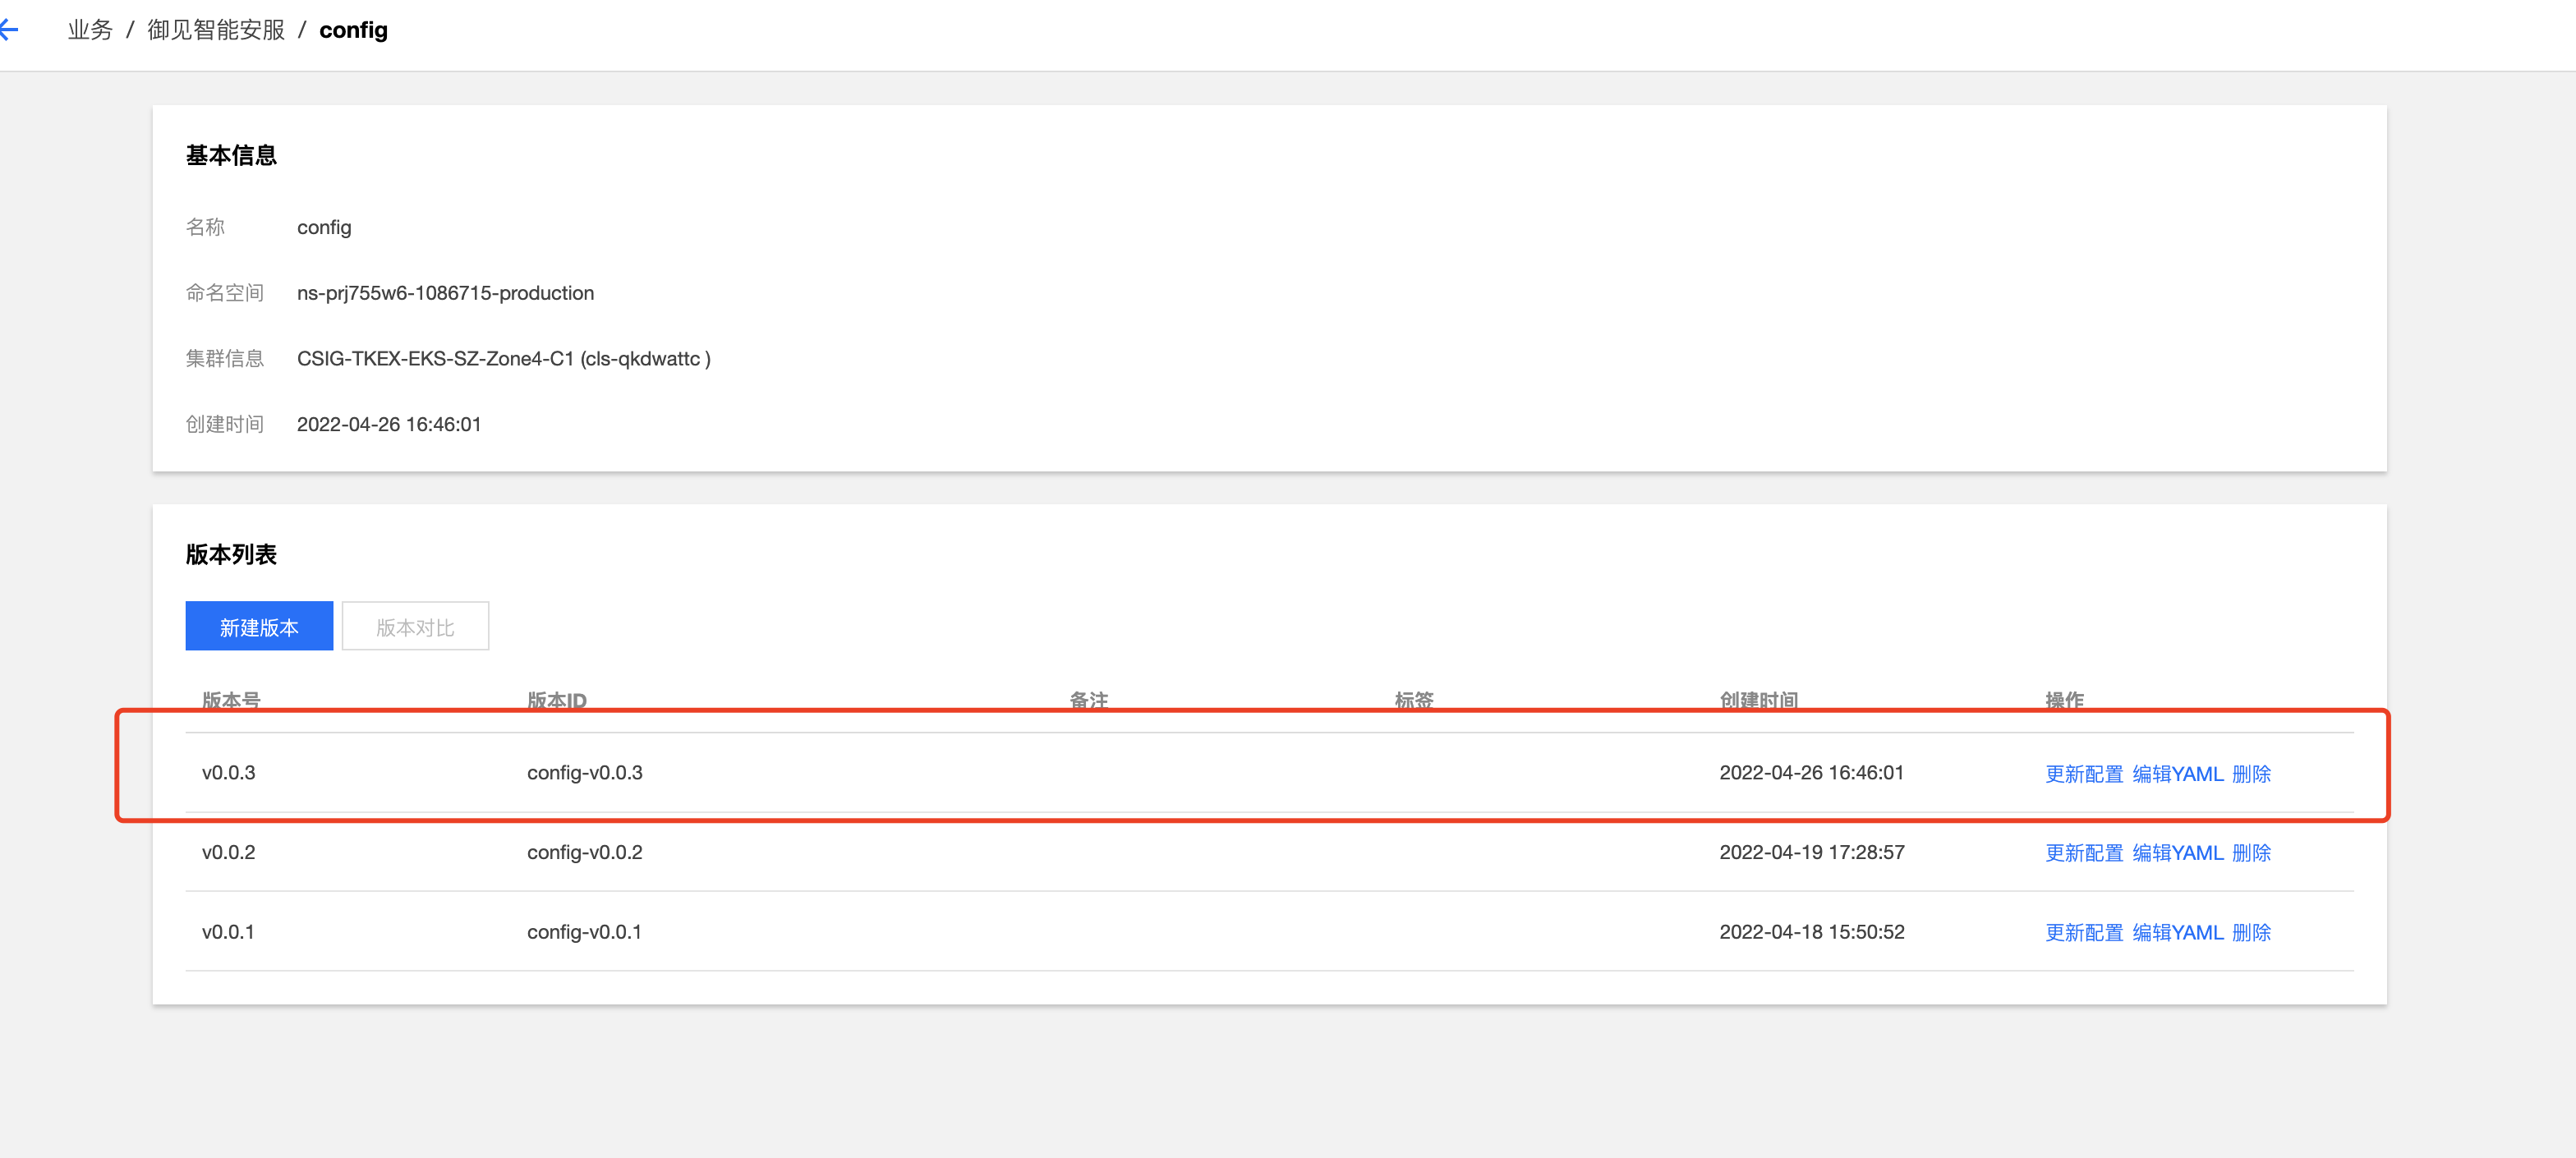 业务 / 御见智能安服 / config
基本信息
名称 config
命名空间 ns-prj755w6-1086715-production
集群信息 CSIG-TKEX-EKS-SZ-Zone4-C1 (cls-qkdwattc )
创建时间 2022-04-26 16:46:01
版本列表
新建版本 版本对比
版本号 版本ID 备注 标签 创建时间 操作
v0.0.3 config-v0.0.3 2022-04-26 16:46:01 更新配置 编辑YAML 删除
v0.0.2 config-v0.0.2 2022-04-19 17:28:57 更新配置 编辑YAML 删除
v0.0.1 config-v0.0.1 2022-04-18 15:50:52 更新配置 编辑YAML 删除